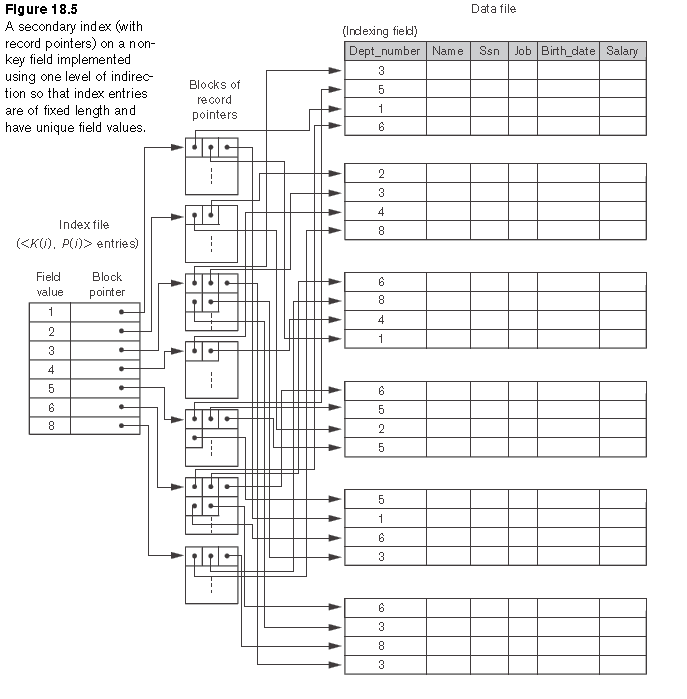 Figure 18.5
A secondary index (with
record pointers) on a non-
key field implemented
using one level of indirec-
tion so that index entries
are of fixed length and
have unique field values.
Data file
(Indexing field)
Dept_number Name Ssn Job Birth_date Salary
3
5
1
6
2
3
4
8
6
8
4
1
6
5
2
5
5
1
6
3
6
3
8
3
Blocks of
record
pointers
Index file
(<K(i), P(i)> entries)
Field
value
Block
pointer
1
2
3
4
5
6
8